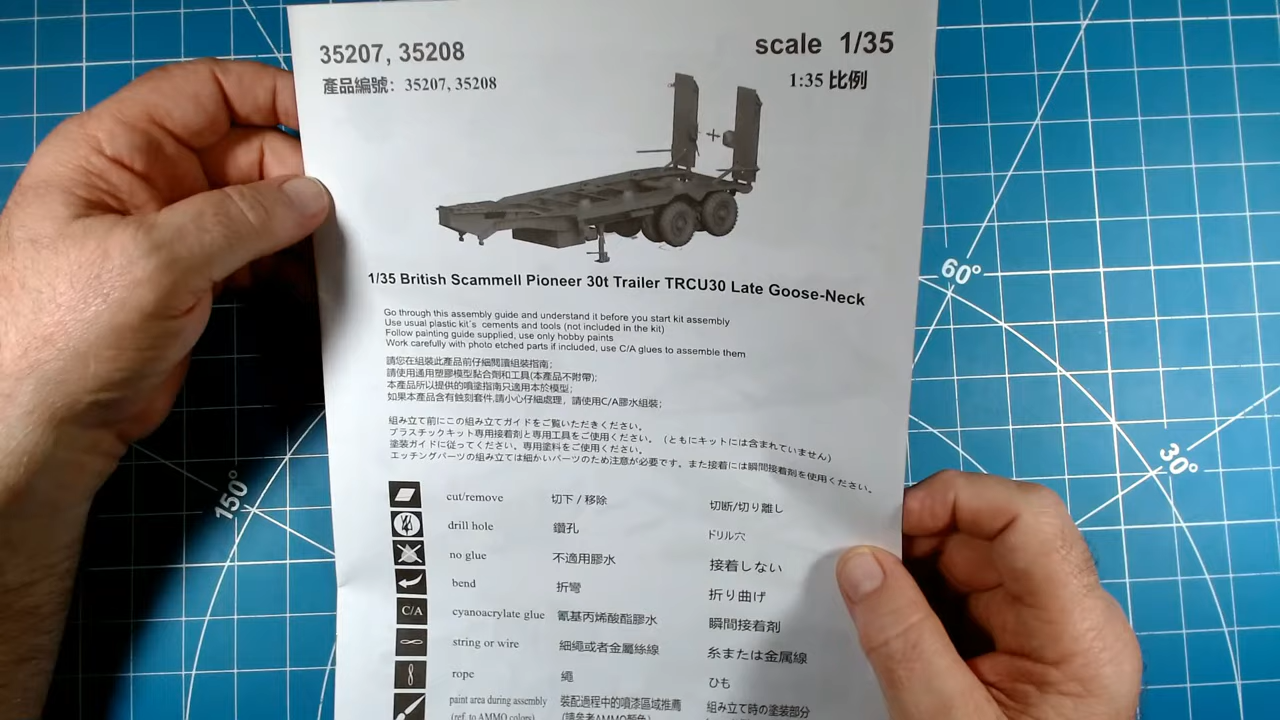 35207, 35208
scale 1/35
產品編號: 35207, 35208
1:35 比例
1/35 British Scammell Pioneer 30t Trailer TRCU30 Late Goose-Neck
Go through this assembly guide and understand it before you start kit assembly
Use usual plastic kit's cements and tools (not included in the kit)
Follow painting guide supplied, use only hobby paints
Work carefully with photo etched parts if included, use C/A glues to assemble them
請您在組裝此產品前仔細閱讀組裝指南;
請使用通用塑膠模型黏合劑和工具(本產品不附帶);
本產品所以提供的噴塗指南只適用本於模型;
如果本產品含有蝕刻套件,請小心仔細處理, 請使用C/A膠水組裝;
組み立て前にこの組み立てガイドをご覧いただきください。
プラスチックキット専用接着剤と専用工具をご使用ください。(ともにキットには含まれていません)
塗装ガイドに従ってください。専用塗料をご使用ください。
エッチングパーツの組み立ては細かいパーツのため注意が必要です。また接着には瞬間接着剤を使用ください。
cut/remove 切下 / 移除 切断/切り離し
drill hole 鑽孔 ドリル穴
no glue 不適用膠水 接着しない
bend 折彎 折り曲げ
C/A cyanoacrylate glue 氰基丙烯酸酯膠水 瞬間接着剤
string or wire 細繩或者金屬絲線 糸または金属線
rope 繩 ひも
paint area during assembly 裝配過程中的噴漆區域推薦 組み立て時の塗装部分
(ref. to AMMO colors) (請參考AMMO顏色)
60°
30°
150°